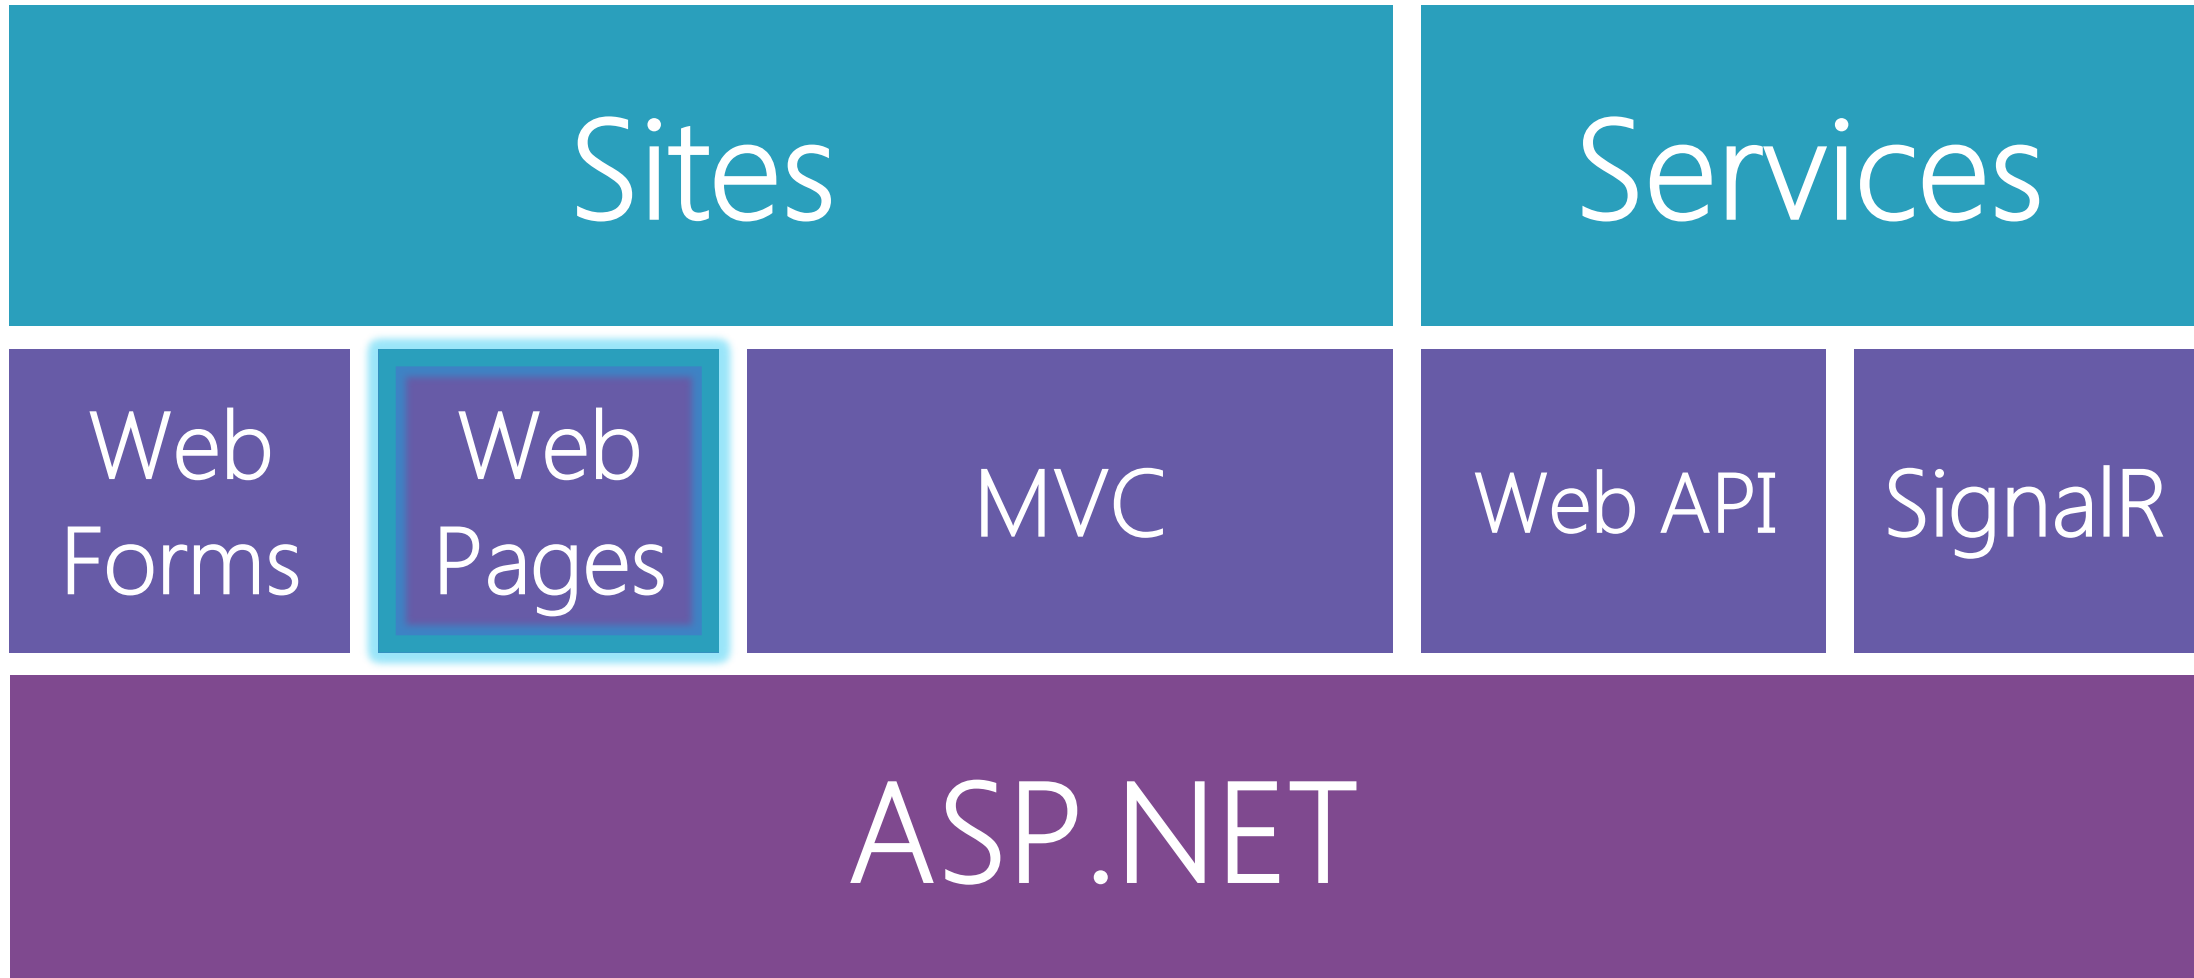 Sites
Services
Web
Forms
Web
Pages
MVC
Web API
SignalR
ASP.NET